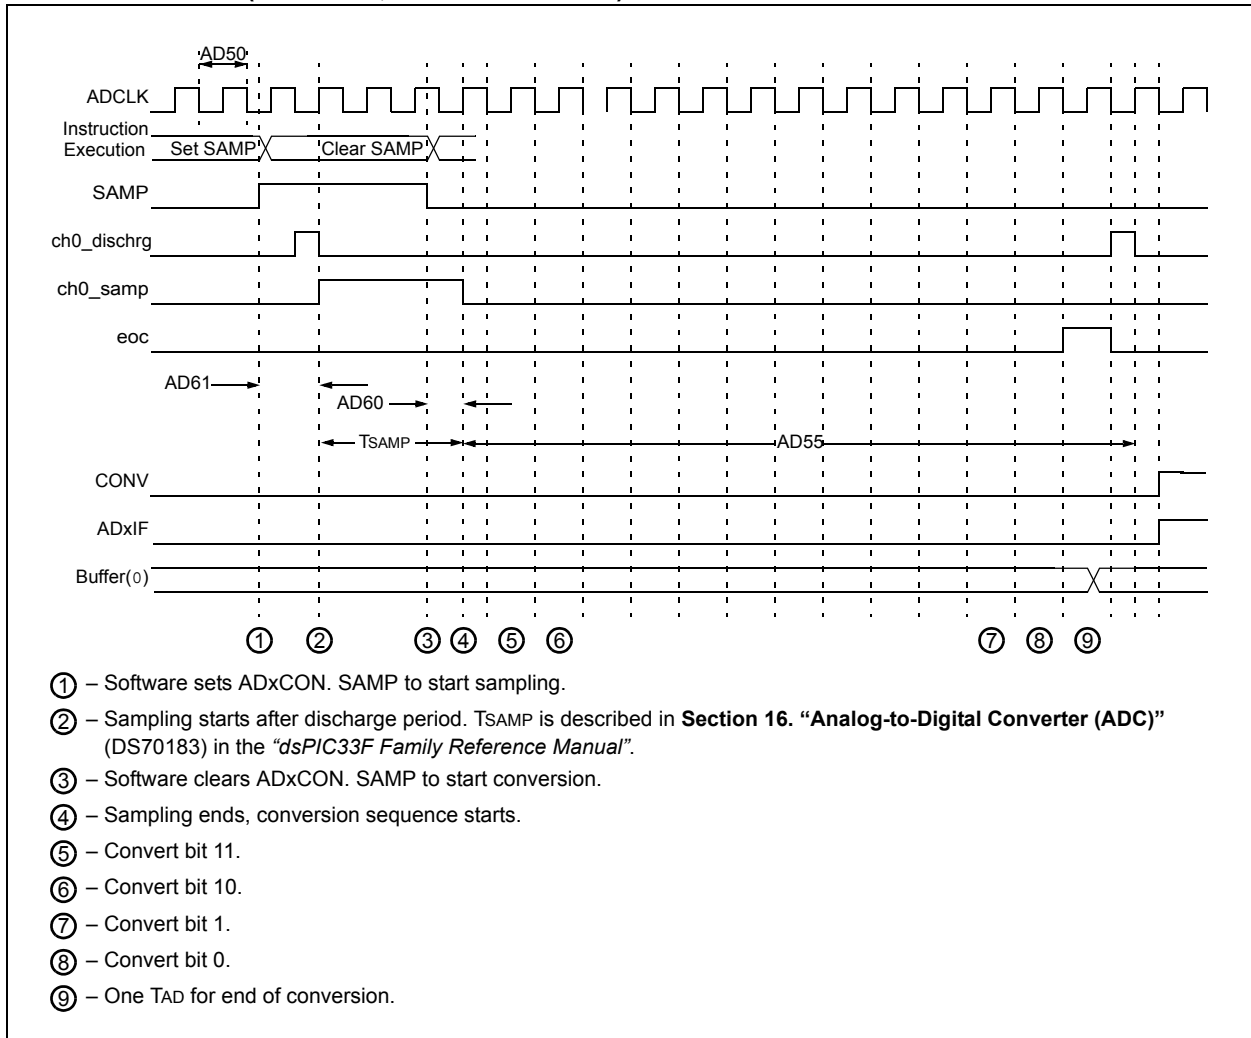 AD50
ADCLK
Instruction
Execution
Set SAMP
Clear SAMP
SAMP
ch0_dischrg
ch0_samp
eoc
AD61
AD60
TSAMP
AD55
CONV
ADxIF
Buffer(0)
1 2 3 4 5 6 7 8 9
1 – Software sets ADxCON. SAMP to start sampling.
2 – Sampling starts after discharge period. TSAMP is described in Section 16. “Analog-to-Digital Converter (ADC)”
(DS70183) in the “dsPIC33F Family Reference Manual”.
3 – Software clears ADxCON. SAMP to start conversion.
4 – Sampling ends, conversion sequence starts.
5 – Convert bit 11.
6 – Convert bit 10.
7 – Convert bit 1.
8 – Convert bit 0.
9 – One TAD for end of conversion.